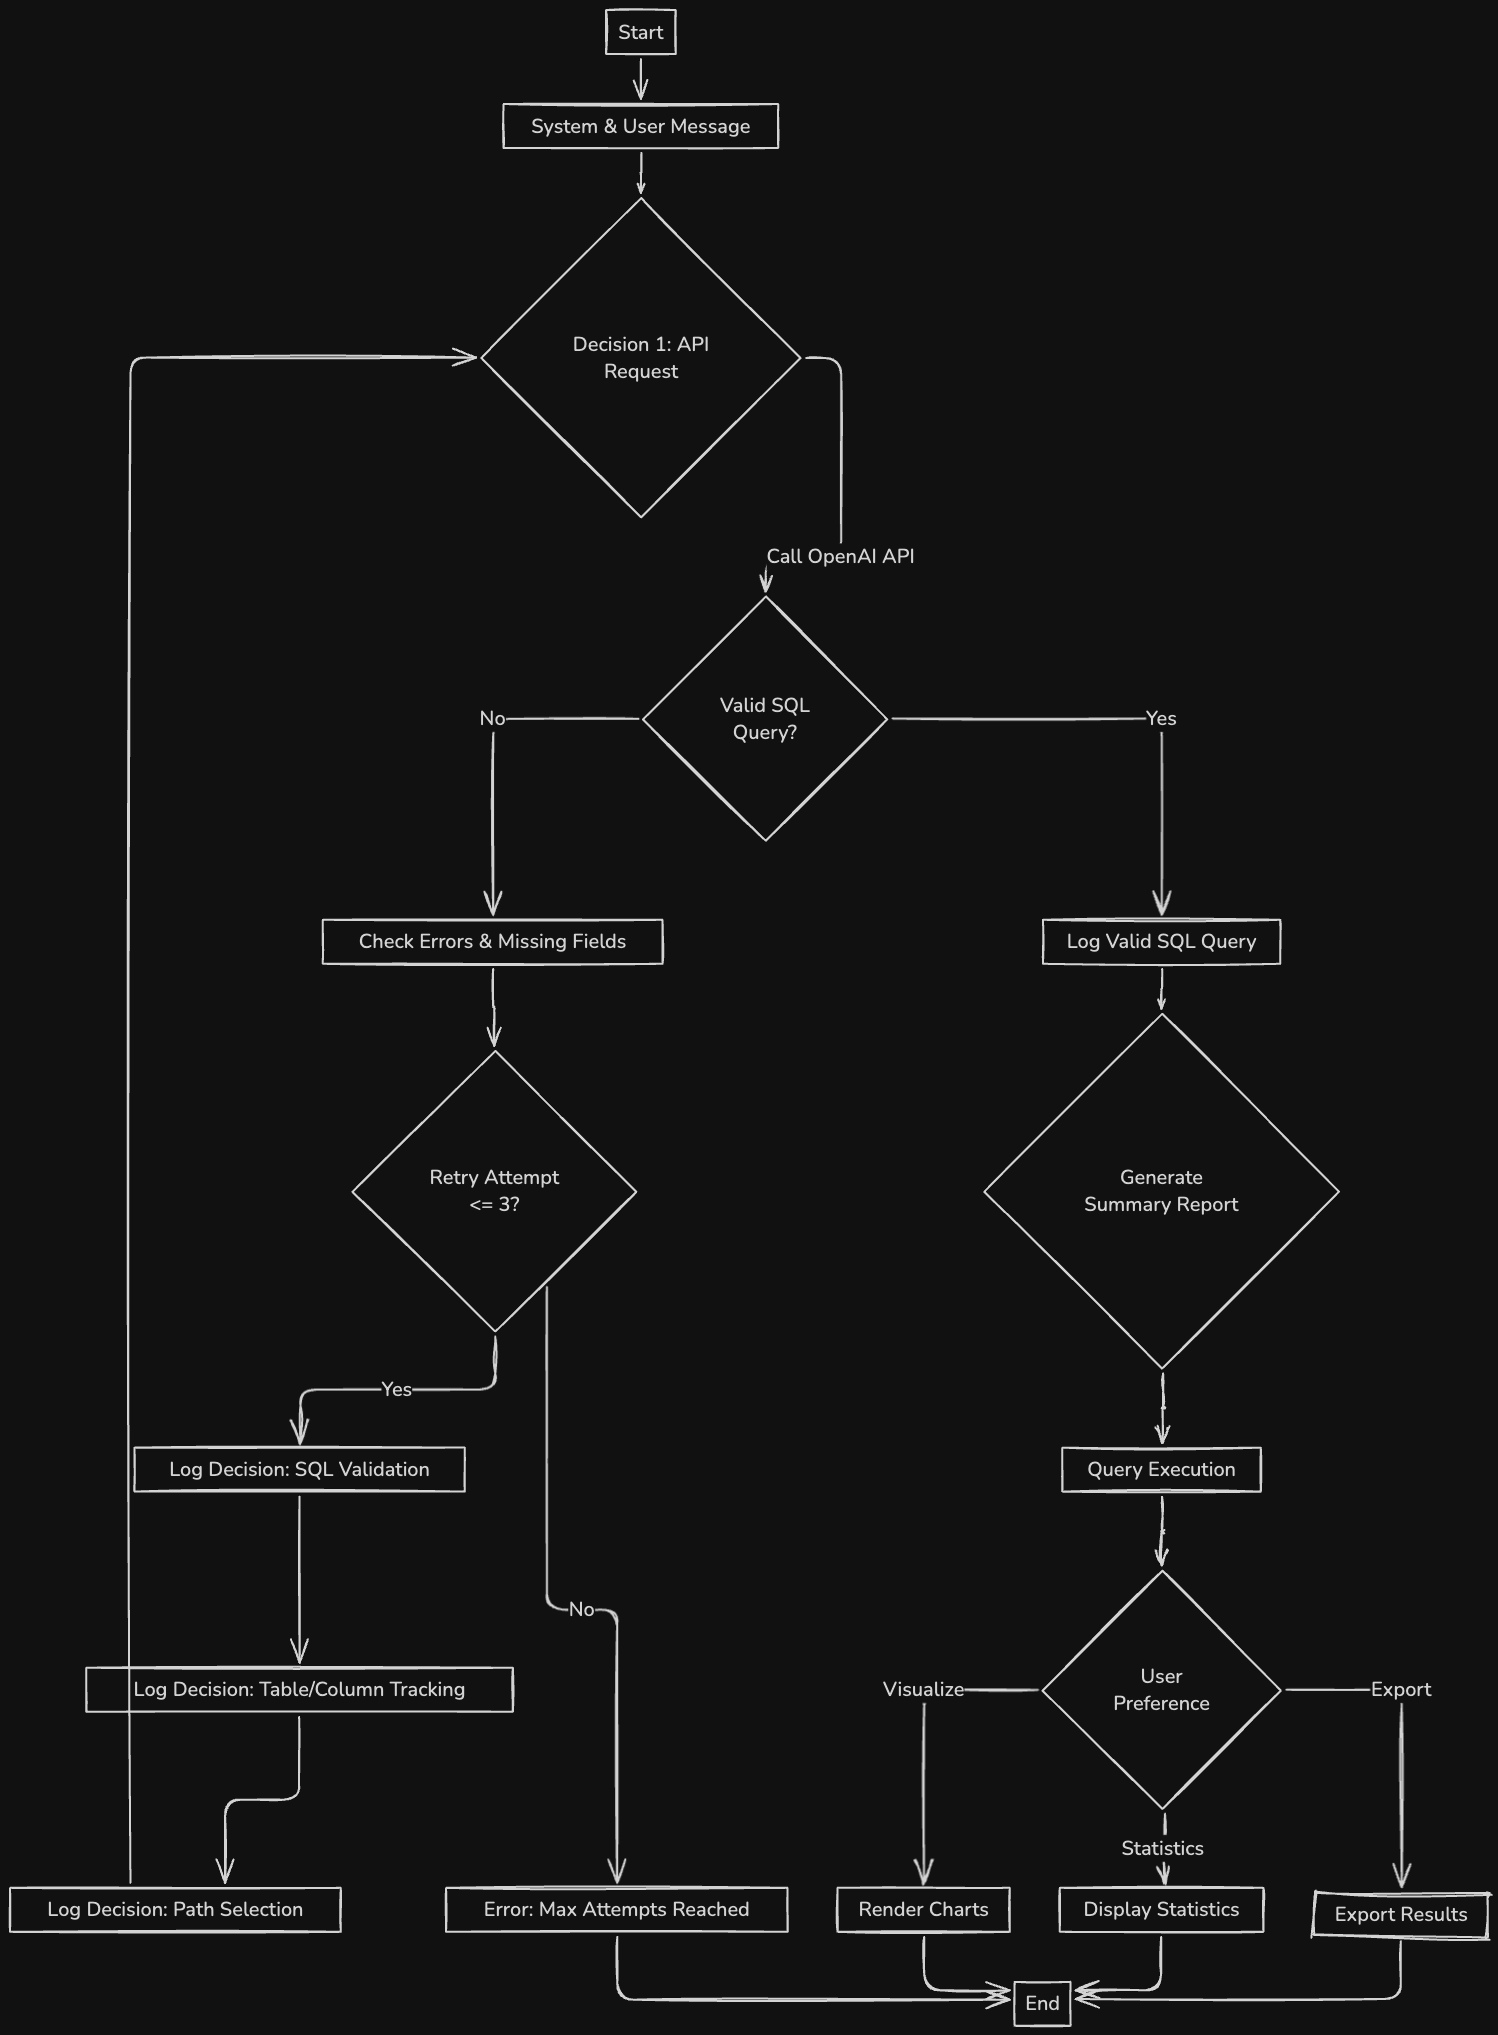 Start
System & User Message
Decision 1: API
Request
Call OpenAI API
Valid SQL
Query?
No
Yes
Check Errors & Missing Fields
Log Valid SQL Query
Retry Attempt
<= 3?
Generate
Summary Report
Yes
Log Decision: SQL Validation
Query Execution
No
Log Decision: Table/Column Tracking
User
Preference
Visualize
Export
Statistics
Log Decision: Path Selection
Error: Max Attempts Reached
Render Charts
Display Statistics
Export Results
End